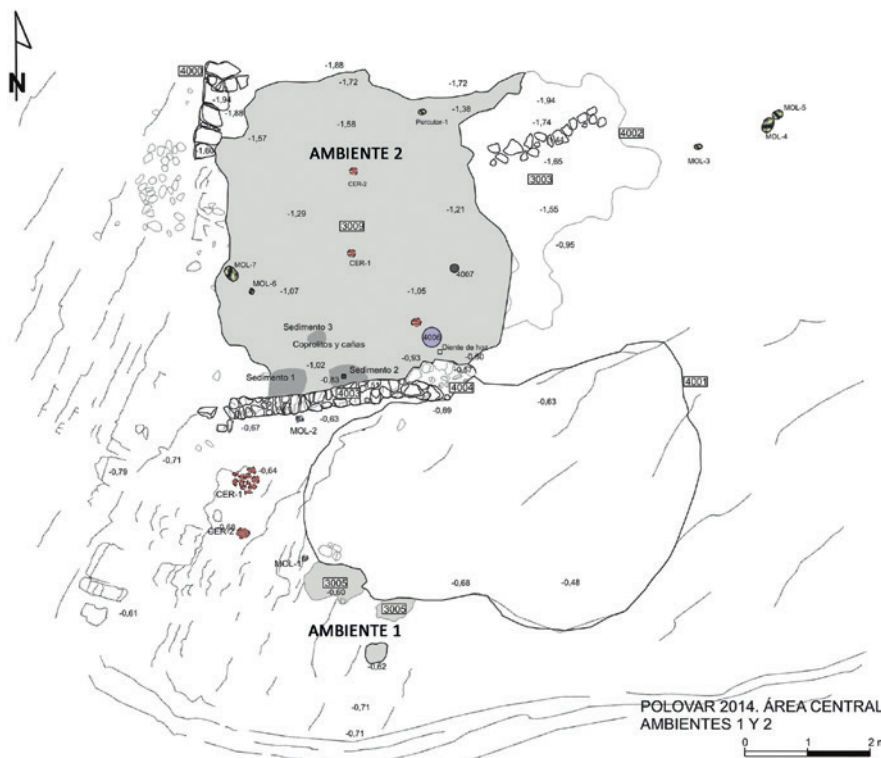 N
-1,88
4000
-1,72
-1,72
-1,94
-1,88
-1,38
-1,94
MOL-5
Percutor-1
MOL-4
-1,57
-1,58
-1,74
4002
-1,60
AMBIENTE 2
MOL-3
-1,65
3003
CER-2
-1,29
-1,21
-1,55
3009
-0,95
CER-1
MOL-7
4007
MOL-6
-1,07
-1,05
Sedimento 3
4006
Coprolitos y cañas
Diente de hoz
-0,93
-0,80
-1,02
-0,57
Sedimento 1
-0,83
Sedimento 2
4003
4004
4001
-0,67
-0,63
-0,69
-0,63
MOL-2
-0,71
-0,79
-0,64
CER-1
-0,68
CER-2
MOL-1
3005
-0,60
-0,68
-0,48
3005
-0,61
AMBIENTE 1
-0,62
-0,71
-0,71
POLOVAR 2014. ÁREA CENTRAL
AMBIENTES 1 Y 2
0 1 2 m